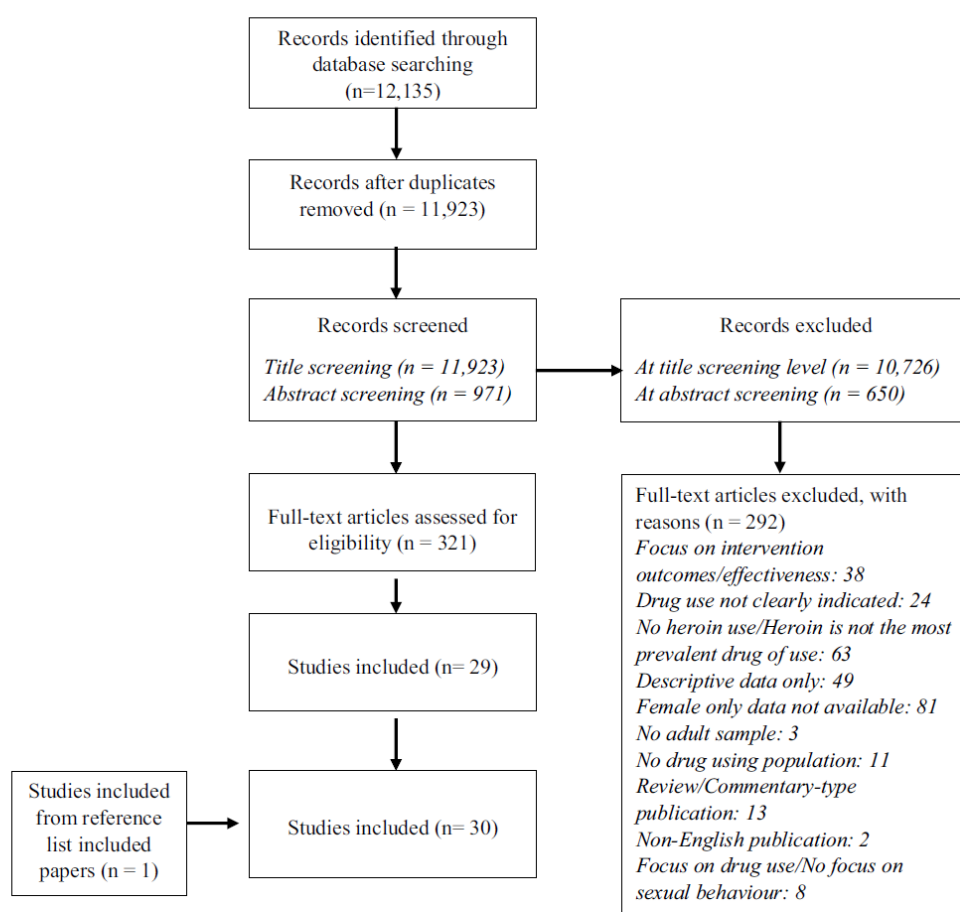 Records identified through
database searching
(n=12,135)
Records after duplicates
removed (n = 11,923)
Records screened
Title screening (n = 11,923)
Abstract screening (n = 971)
Records excluded
At title screening level (n = 10,726)
At abstract screening (n = 650)
Full-text articles assessed for
eligibility (n = 321)
Full-text articles excluded, with
reasons (n = 292)
Focus on intervention
outcomes/effectiveness: 38
Drug use not clearly indicated: 24
No heroin use/Heroin is not the most
prevalent drug of use: 63
Descriptive data only: 49
Female only data not available: 81
No adult sample: 3
No drug using population: 11
Review/Commentary-type
publication: 13
Non-English publication: 2
Focus on drug use/No focus on
sexual behaviour: 8
Studies included (n= 29)
Studies included
from reference
list included
papers (n = 1)
Studies included (n= 30)